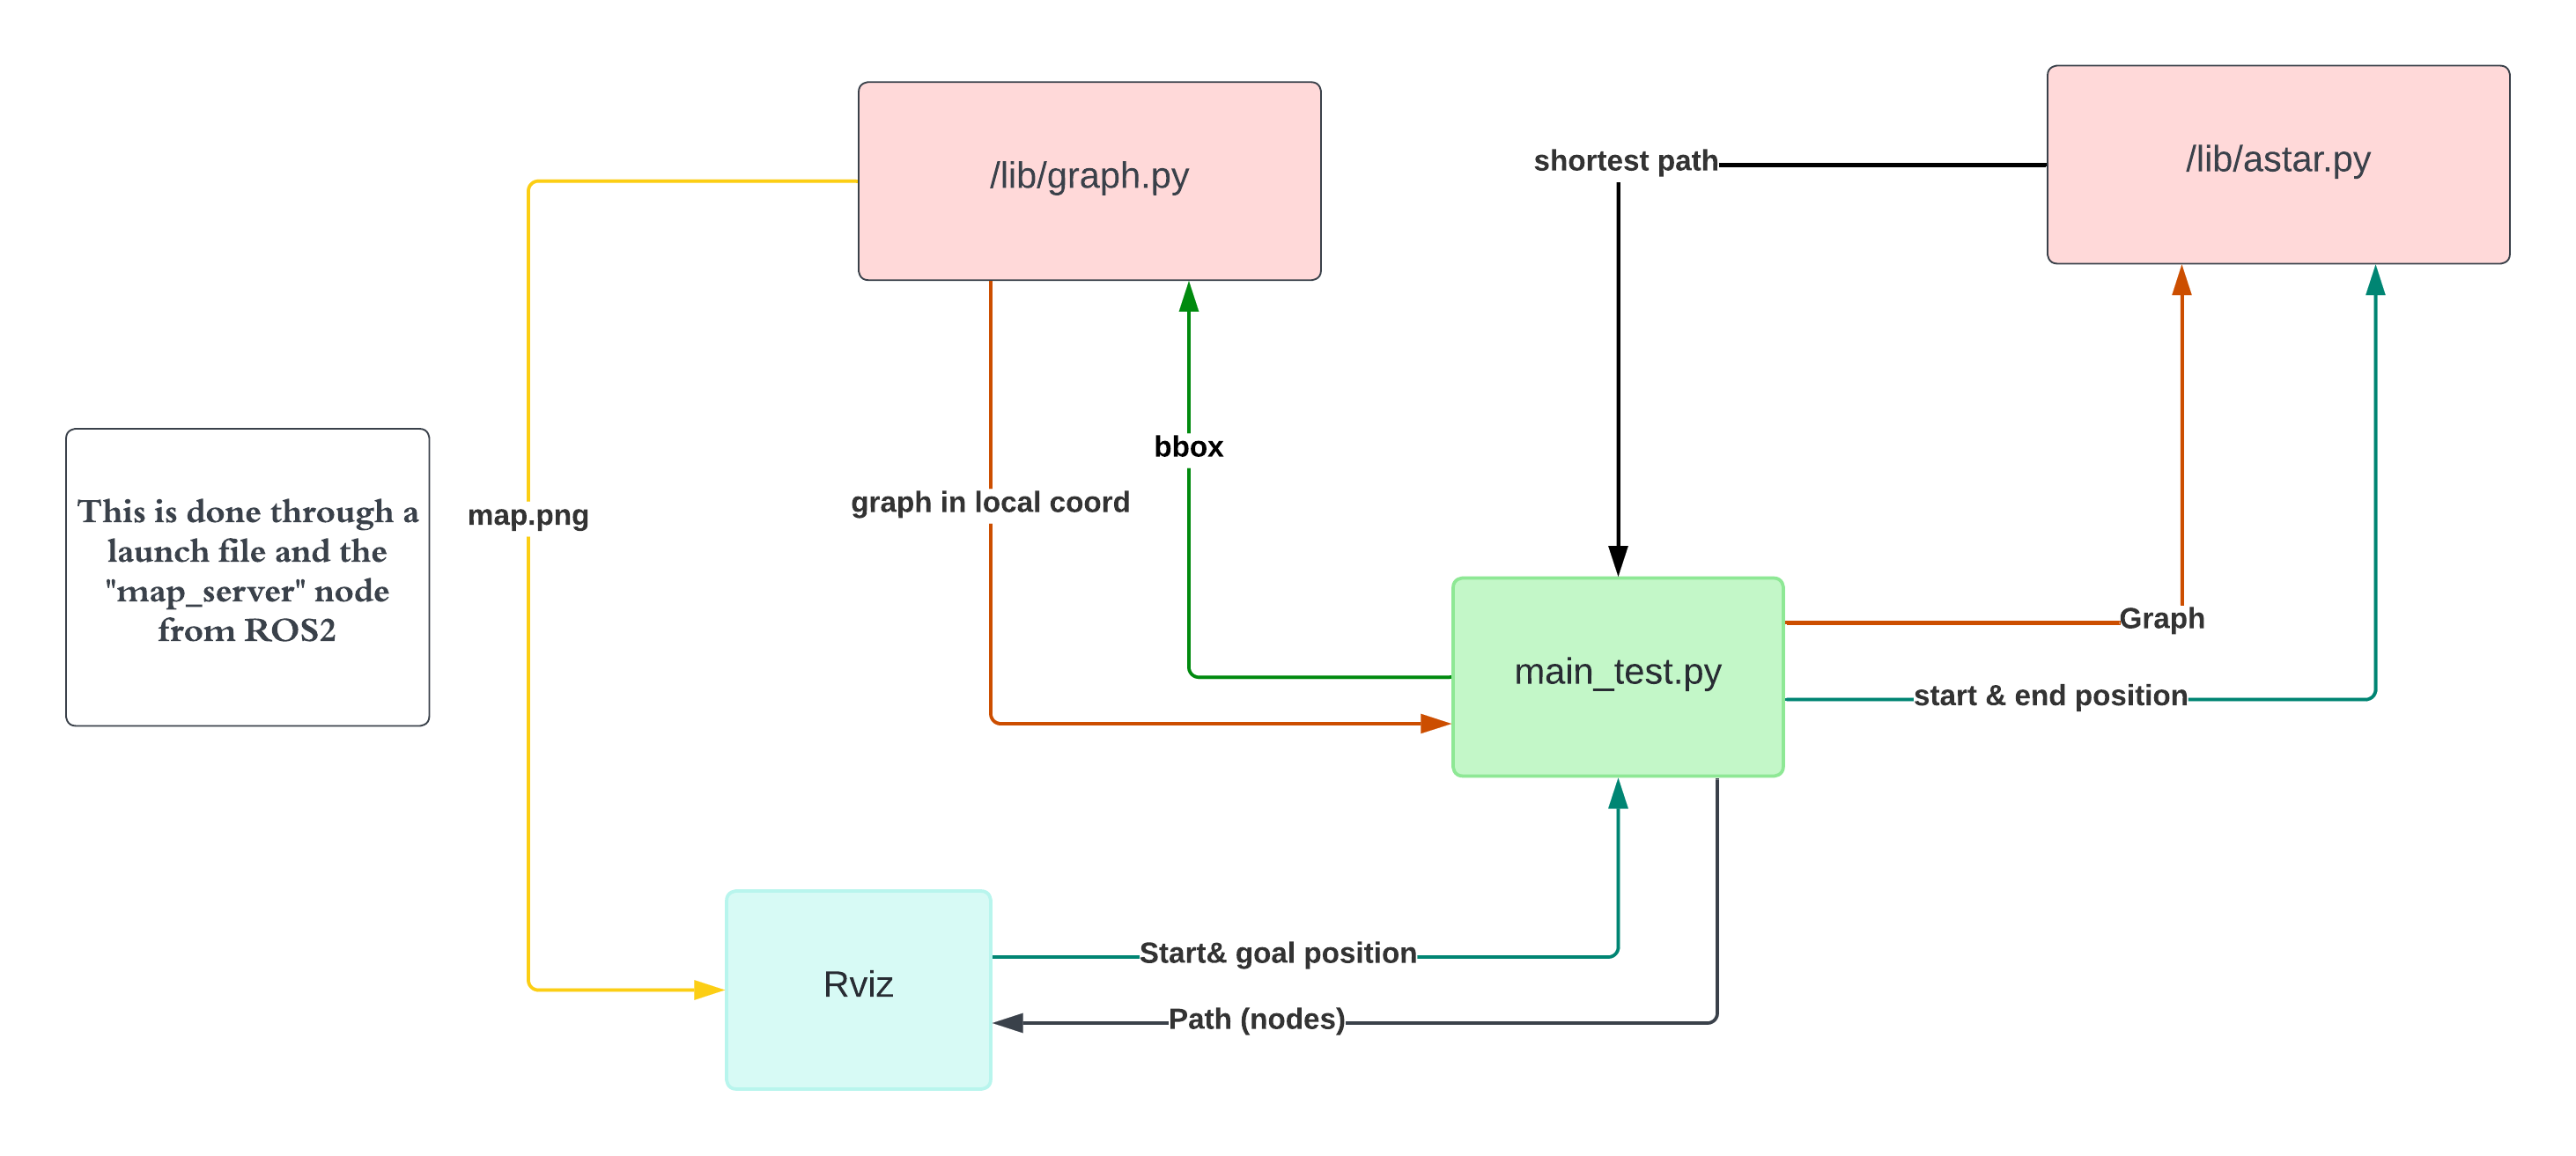 /lib/graph.py
/lib/astar.py
shortest path
bbox
graph in local coord
map.png
This is done through a
launch file and the
"map_server" node
from ROS2
main_test.py
Graph
start & end position
Rviz
Start& goal position
Path (nodes)